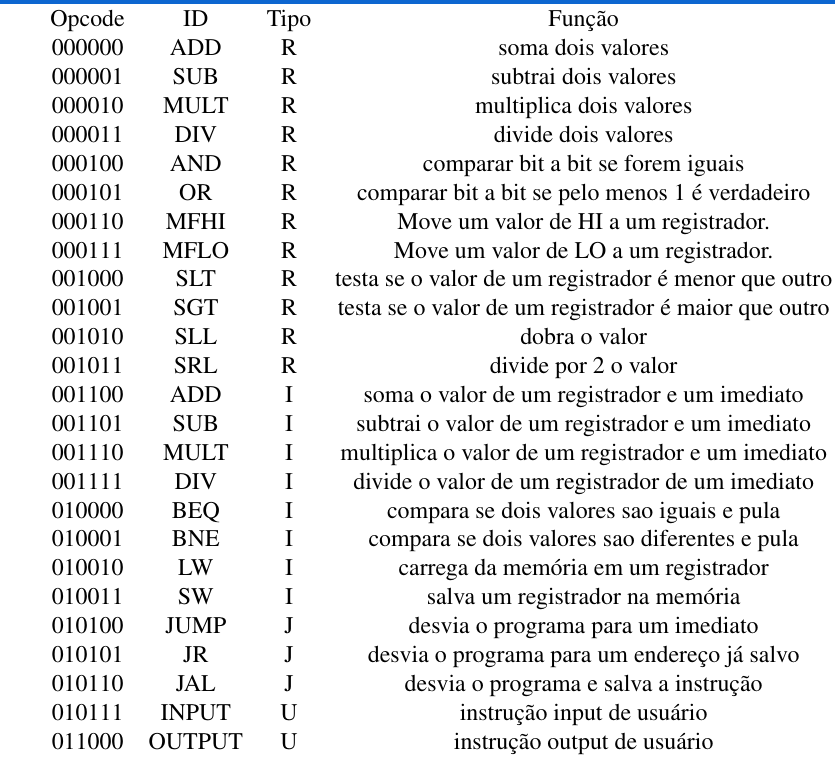 Opcode ID Tipo Função
000000 ADD R soma dois valores
000001 SUB R subtrai dois valores
000010 MULT R multiplica dois valores
000011 DIV R divide dois valores
000100 AND R comparar bit a bit se forem iguais
000101 OR R comparar bit a bit se pelo menos 1 é verdadeiro
000110 MFHI R Move um valor de HI a um registrador.
000111 MFLO R Move um valor de LO a um registrador.
001000 SLT R testa se o valor de um registrador é menor que outro
001001 SGT R testa se o valor de um registrador é maior que outro
001010 SLL R dobra o valor
001011 SRL R divide por 2 o valor
001100 ADD I soma o valor de um registrador e um imediato
001101 SUB I subtrai o valor de um registrador e um imediato
001110 MULT I multiplica o valor de um registrador e um imediato
001111 DIV I divide o valor de um registrador de um imediato
010000 BEQ I compara se dois valores sao iguais e pula
010001 BNE I compara se dois valores sao diferentes e pula
010010 LW I carrega da memória em um registrador
010011 SW I salva um registrador na memória
010100 JUMP J desvia o programa para um imediato
010101 JR J desvia o programa para um endereço já salvo
010110 JAL J desvia o programa e salva a instrução
010111 INPUT U instrução input de usuário
011000 OUTPUT U instrução output de usuário